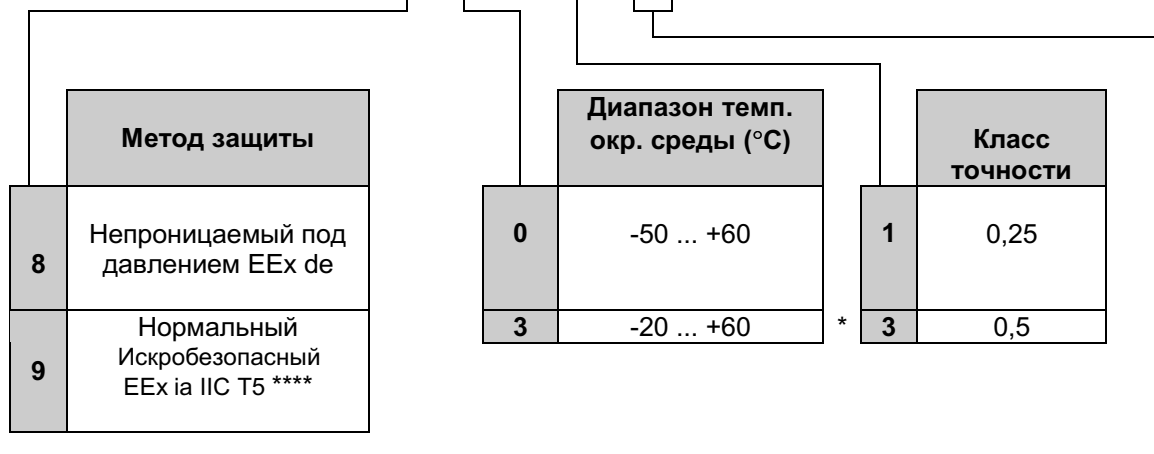 Метод защиты
8
Непроницаемый под
давлением EEx de
9
Нормальный
Искробезопасный
EEx ia IIC T5 ****
Диапазон темп.
окр. среды (°C)
0
-50 ... +60
3
-20 ... +60
*
Класс
точности
1
0,25
3
0,5